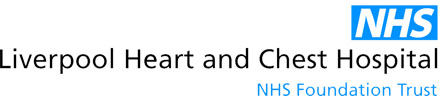 NHS
Liverpool Heart and Chest Hospital
NHS Foundation Trust